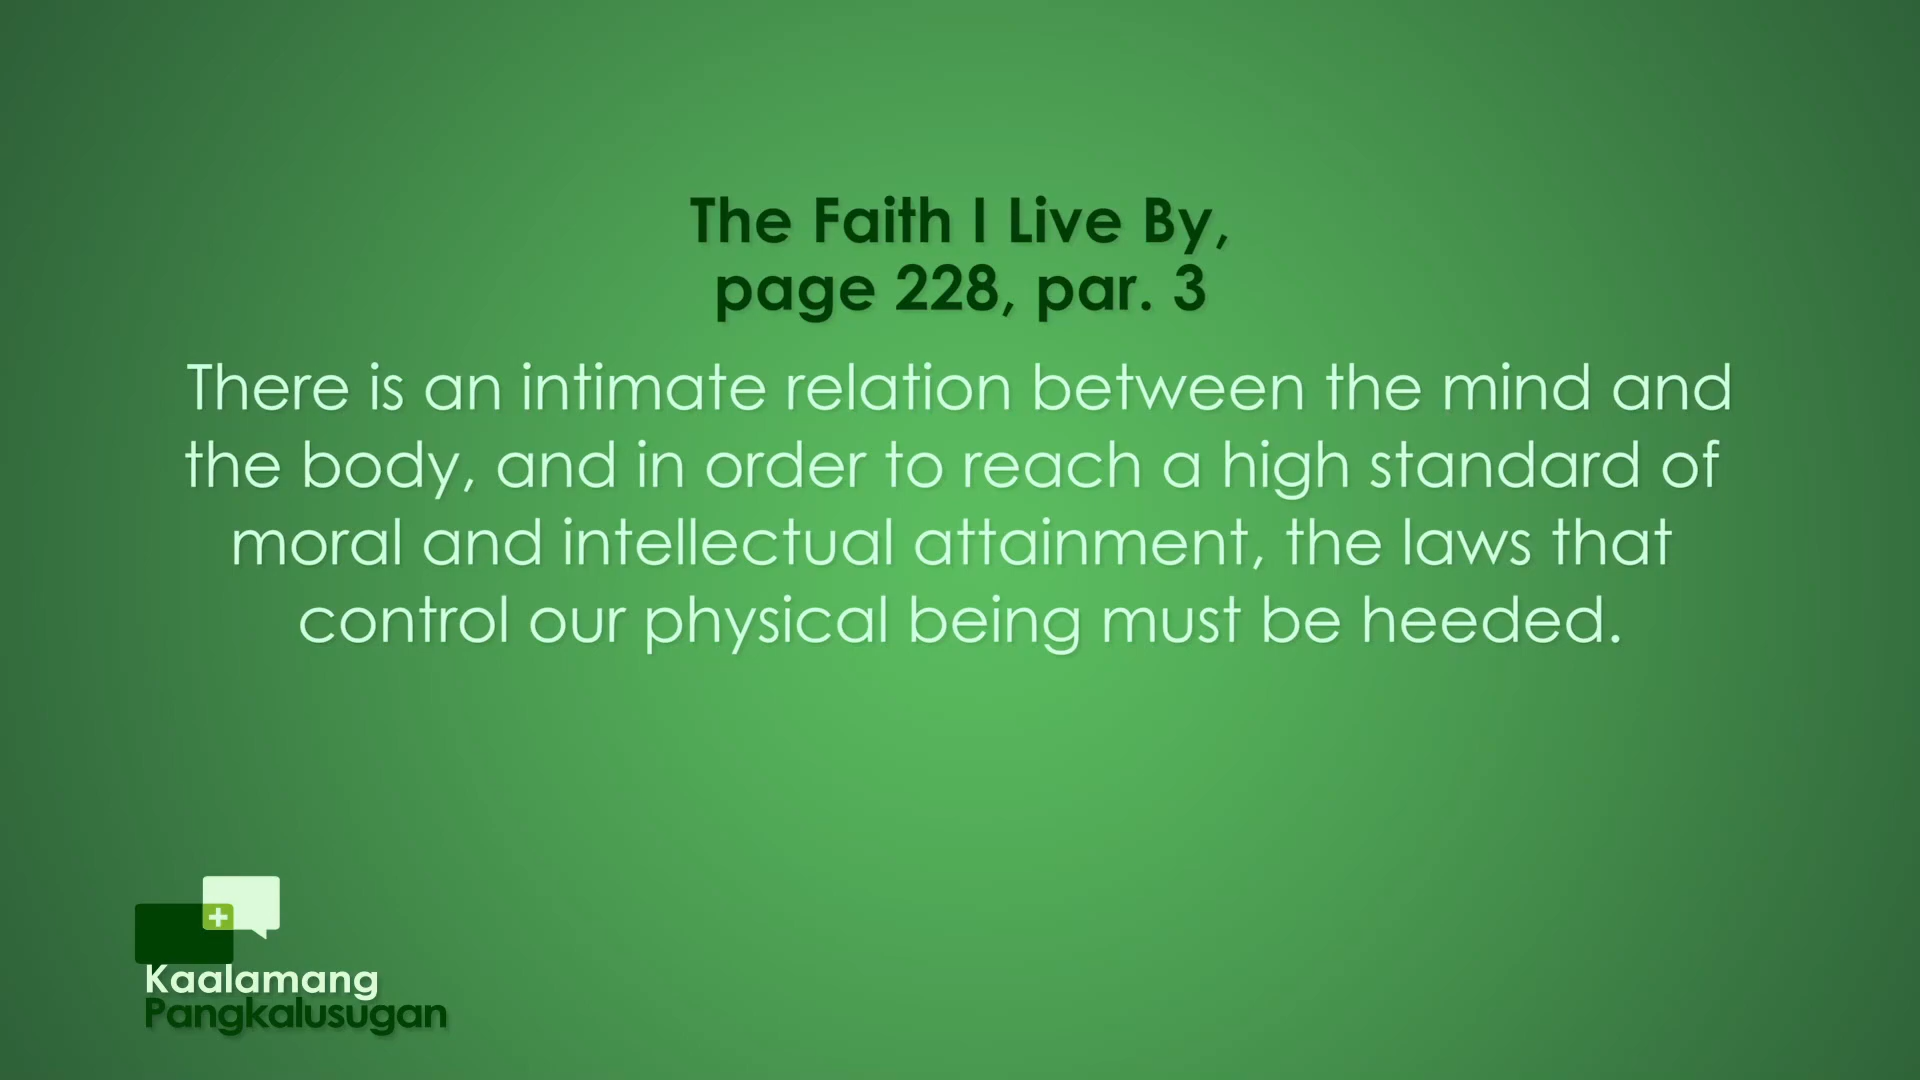 The Faith I Live By,
page 228, par. 3
There is an intimate relation between the mind and
the body, and in order to reach a high standard of
moral and intellectual attainment, the laws that
control our physical being must be heeded.
Kaalamang
Pangkalusugan